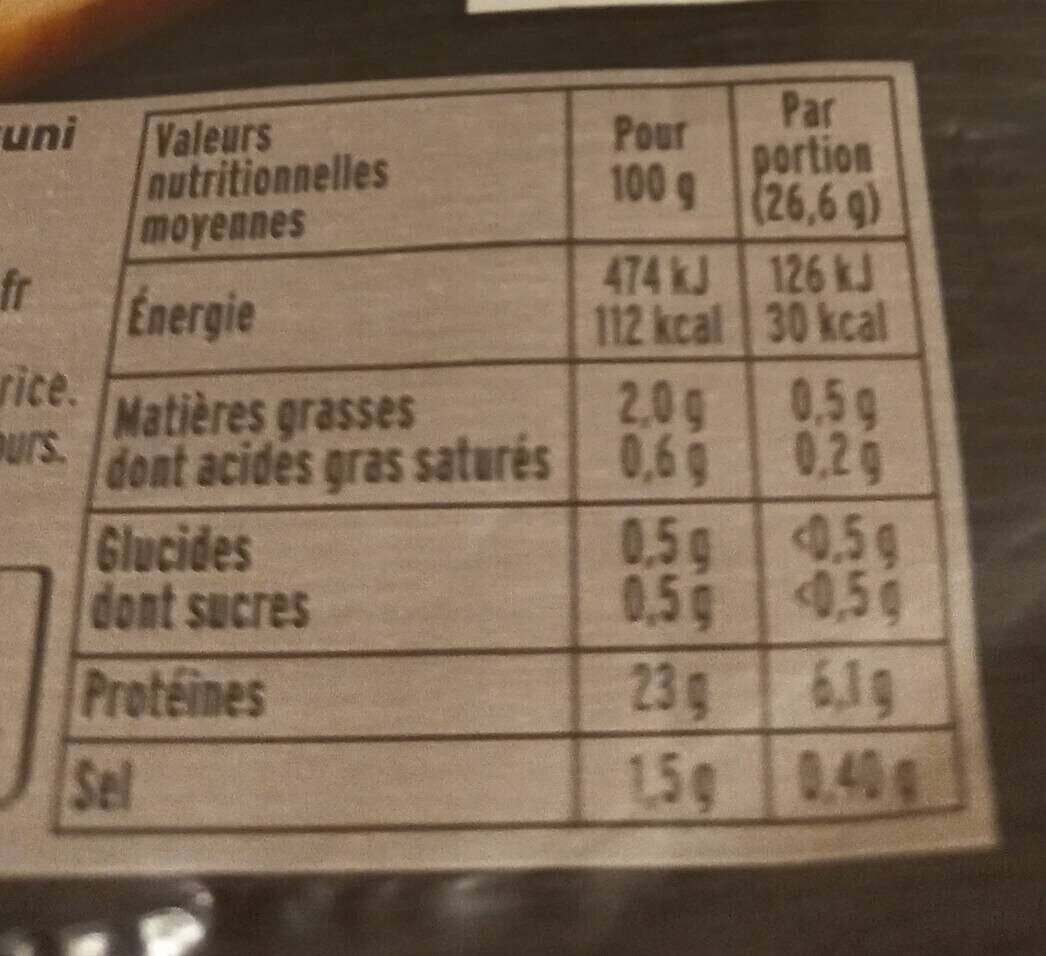 uni
fr
rice.
urs.
Valeurs
nutritionnelles
moyennes
Pour
100 g
Par
portion
(26,6 g)
Énergie
474 kJ 126 kJ
112 kcal 30 kcal
Matières grasses 2,0 g 0,5 g
dont acides gras saturés 0,6 g 0,2 g
Glucides 0,5 g <0,5 g
dont sucres 0,5 g <0,5 g
Protéines 23 g 6,1 g
Sel 1,5 g 0,40 g